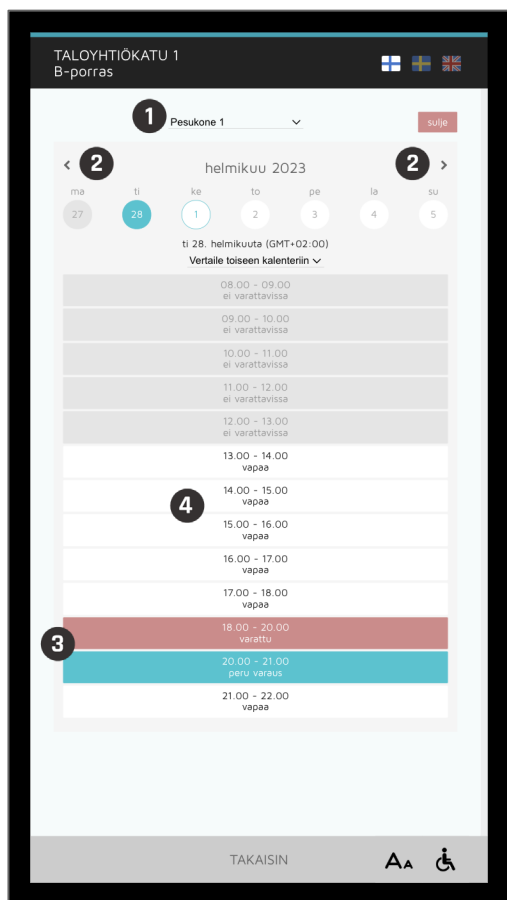 TALOYHTIÖKATU 1
B-porras
1
Pesukone 1
sulje
2
helmikuu 2023
2
ma ti ke to pe la su
27 28 1 2 3 4 5
ti 28. helmikuuta (GMT+02:00)
Vertaile toiseen kalenteriin
08.00 - 09.00
ei varattavissa
09.00 - 10.00
ei varattavissa
10.00 - 11.00
ei varattavissa
11.00 - 12.00
ei varattavissa
12.00 - 13.00
ei varattavissa
13.00 - 14.00
vapaa
14.00 - 15.00
vapaa
4
15.00 - 16.00
vapaa
16.00 - 17.00
vapaa
17.00 - 18.00
vapaa
18.00 - 20.00
varattu
3
20.00 - 21.00
peru varaus
21.00 - 22.00
vapaa
TAKAISIN
AA